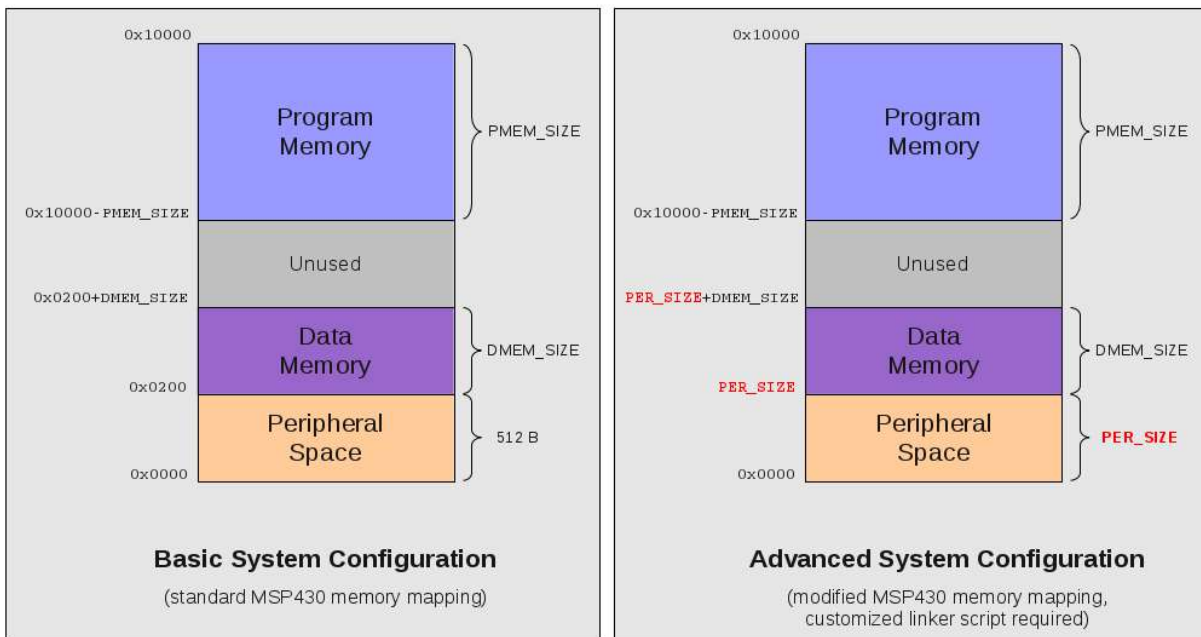 0x10000
Program
Memory
PMEM_SIZE
0x10000-PMEM_SIZE
Unused
0x0200+DMEM_SIZE
Data
Memory
DMEM_SIZE
0x0200
Peripheral
Space
512 B
0x0000
Basic System Configuration
(standard MSP430 memory mapping)
0x10000
Program
Memory
PMEM_SIZE
0x10000-PMEM_SIZE
Unused
PER_SIZE+DMEM_SIZE
Data
Memory
DMEM_SIZE
PER_SIZE
Peripheral
Space
PER_SIZE
0x0000
Advanced System Configuration
(modified MSP430 memory mapping,
customized linker script required)